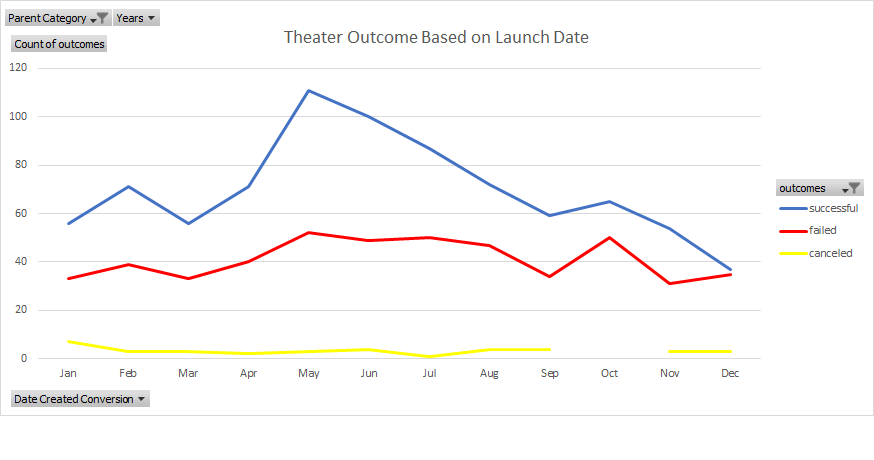 Parent Category Years
Count of outcomes
Theater Outcome Based on Launch Date
120
100
80
60
40
20
0
Jan Feb Mar Apr May Jun Jul Aug Sep Oct Nov Dec
outcomes
successful
failed
canceled
Date Created Conversion